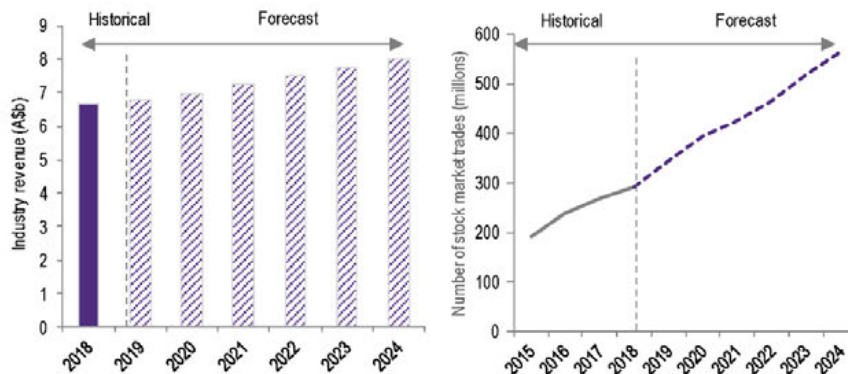 Historical Forecast
Industry revenue (A$b)
9
8
7
6
5
4
3
2
1
0
2018 2019 2020 2021 2022 2023 2024
Historical Forecast
Number of stock market trades (millions)
600
500
400
300
200
100
0
2015 2016 2017 2018 2019 2020 2021 2022 2023 2024